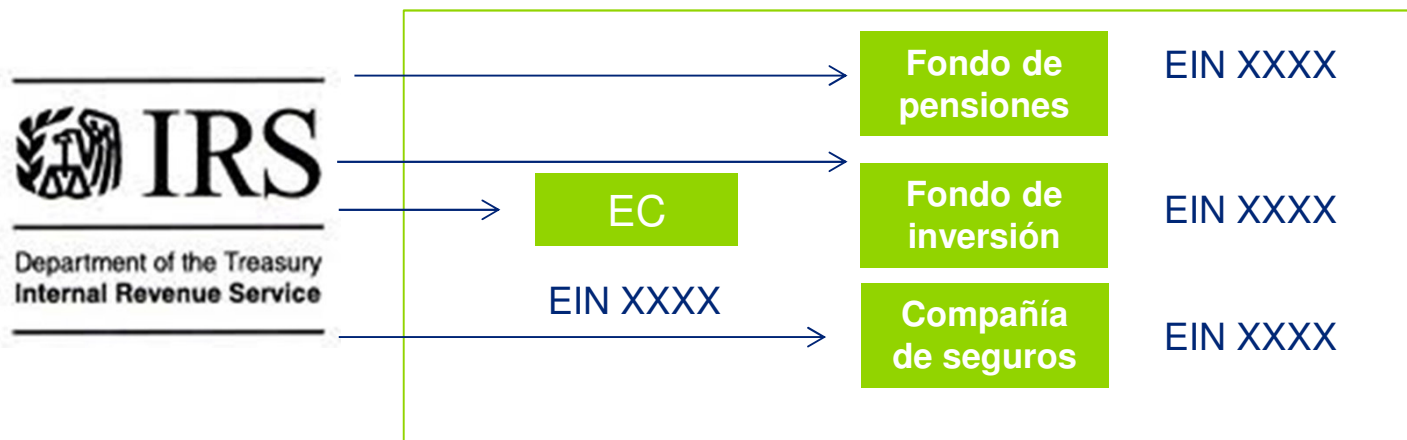 IRS
Department of the Treasury
Internal Revenue Service
EC
EIN XXXX
Fondo de
pensiones
EIN XXXX
Fondo de
inversión
EIN XXXX
Compañía
de seguros
EIN XXXX